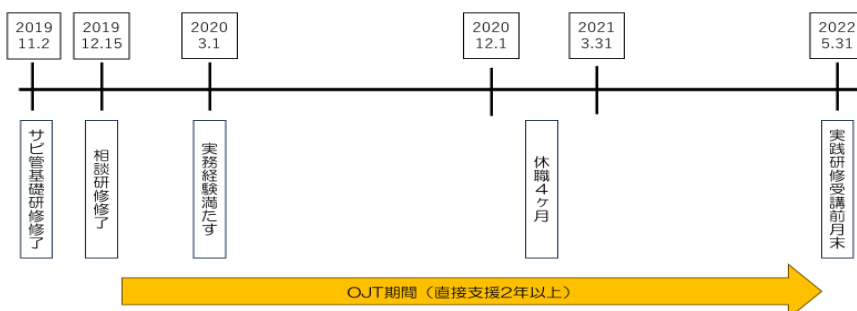 2019
11.2
2019
12.15
2020
3.1
2020
12.1
2021
3.31
2022
5.31
サビ管基礎研修修了
相談研修修了
実務経験満たす
休職4ヶ月
実践研修受講前月末
OJT期間（直接支援2年以上）